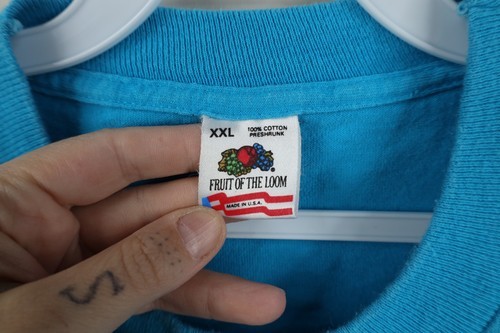 XXL
100% COTTON
PRESHRUNK
FRUIT OF THE LOOM
MADE IN U.S.A.